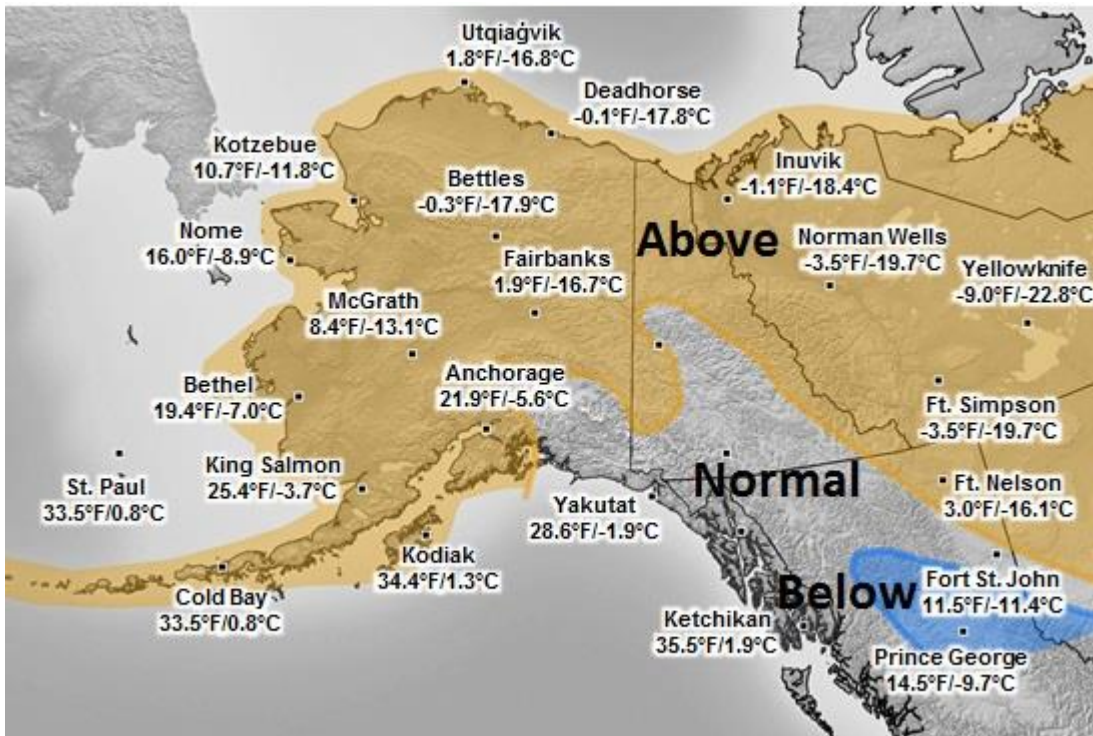 Utqiaġvik
1.8°F/-16.8°C
Deadhorse
-0.1°F/-17.8°C
Kotzebue
10.7°F/-11.8°C
Inuvik
-1.1°F/-18.4°C
Bettles
-0.3°F/-17.9°C
Above
Nome
16.0°F/-8.9°C
Norman Wells
-3.5°F/-19.7°C
Fairbanks
1.9°F/-16.7°C
Yellowknife
-9.0°F/-22.8°C
McGrath
8.4°F/-13.1°C
Anchorage
21.9°F/-5.6°C
Bethel
19.4°F/-7.0°C
Ft. Simpson
-3.5°F/-19.7°C
King Salmon
25.4°F/-3.7°C
St. Paul
33.5°F/0.8°C
Normal
Yakutat
28.6°F/-1.9°C
Ft. Nelson
3.0°F/-16.1°C
Kodiak
34.4°F/1.3°C
Below
Fort St. John
11.5°F/-11.4°C
Cold Bay
33.5°F/0.8°C
Ketchikan
35.5°F/1.9°C
Prince George
14.5°F/-9.7°C